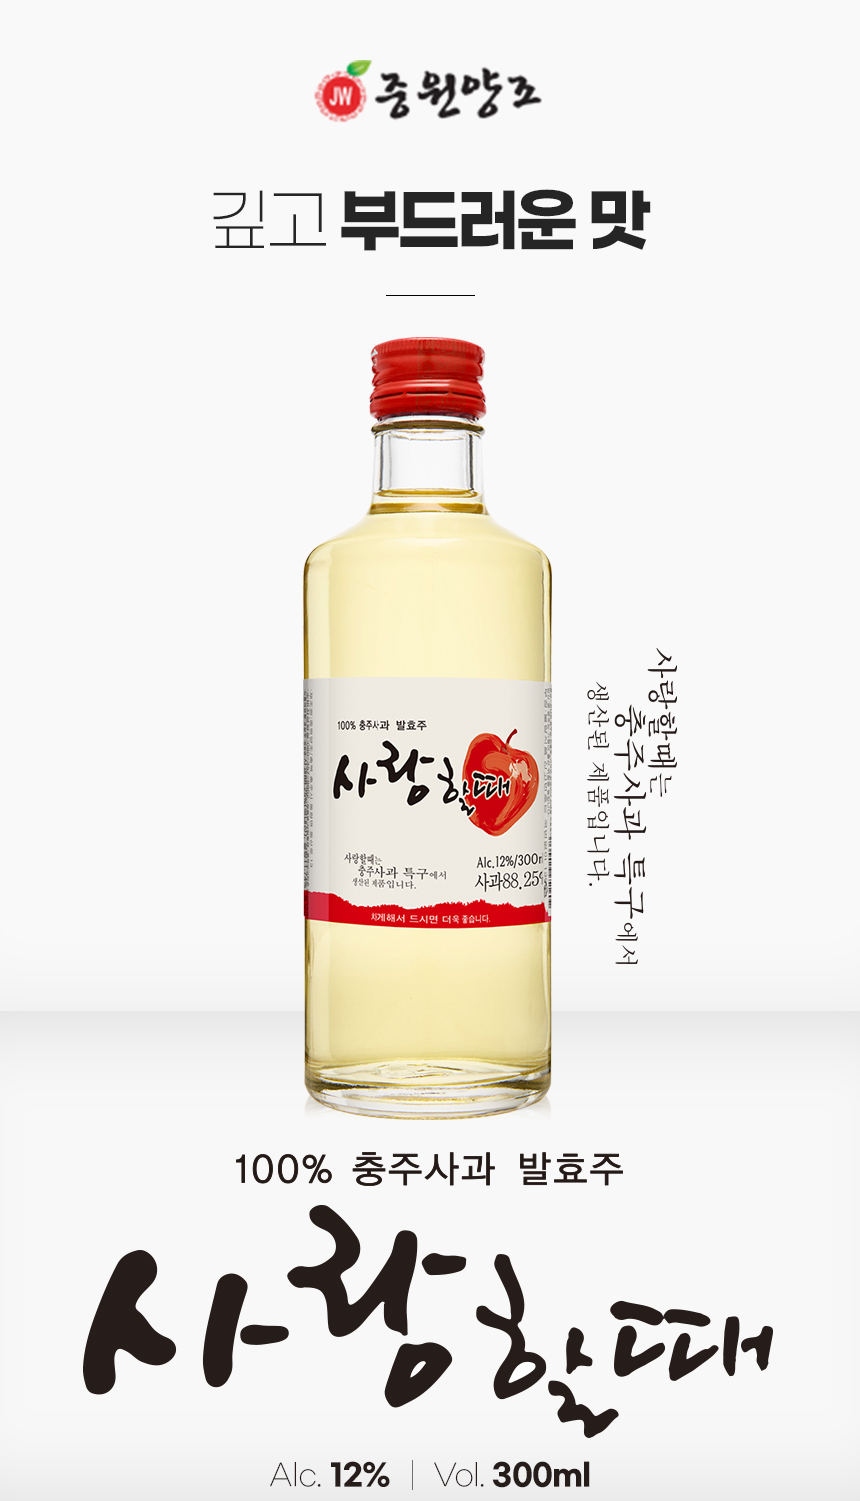 JW 중원양조
깊고 부드러운 맛
100% 충주사과 발효주
사랑할때
사랑할때는
충주사과 특구에서
생산된 제품입니다.
Alc.12%/300m
사과88.25%
차게해서 드시면 더욱 좋습니다.
사랑할때는
충주사과 특구에서
생산된 제품입니다.
100% 충주사과 발효주
사랑할때
Alc. 12% | Vol. 300ml